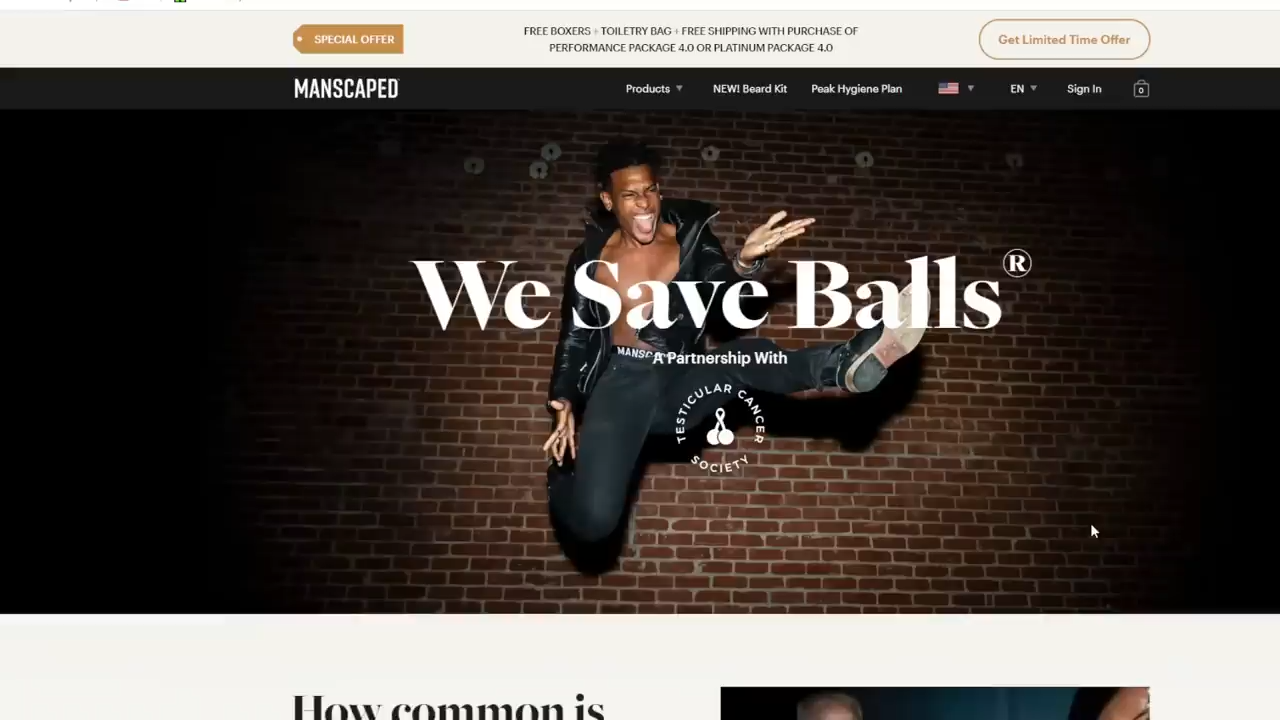 SPECIAL OFFER
FREE BOXERS + TOILETRY BAG + FREE SHIPPING WITH PURCHASE OF
PERFORMANCE PACKAGE 4.0 OR PLATINUM PACKAGE 4.0
Get Limited Time Offer
MANSCAPED
Products
NEW! Beard Kit
Peak Hygiene Plan
EN
Sign In
0
We Save Balls®
MANSC
A Partnership With
TESTICULAR CANCER
SOCIETY
How common is